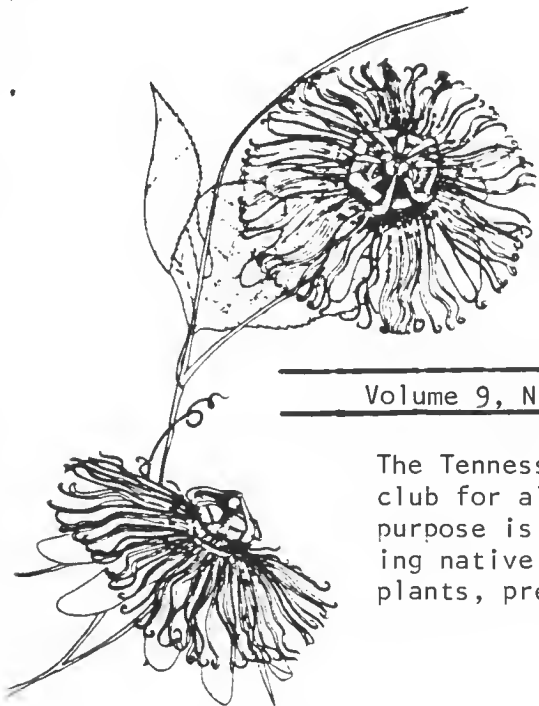 Volume 9, N
The Tenness
club for a
purpose is
ing native
plants, pre